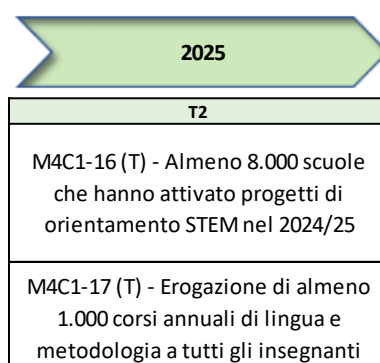 2025
T2
M4C1-16 (T) - Almeno 8.000 scuole
che hanno attivato progetti di
orientamento STEM nel 2024/25
M4C1-17 (T) - Erogazione di almeno
1.000 corsi annuali di lingua e
metodologia a tutti gli insegnanti